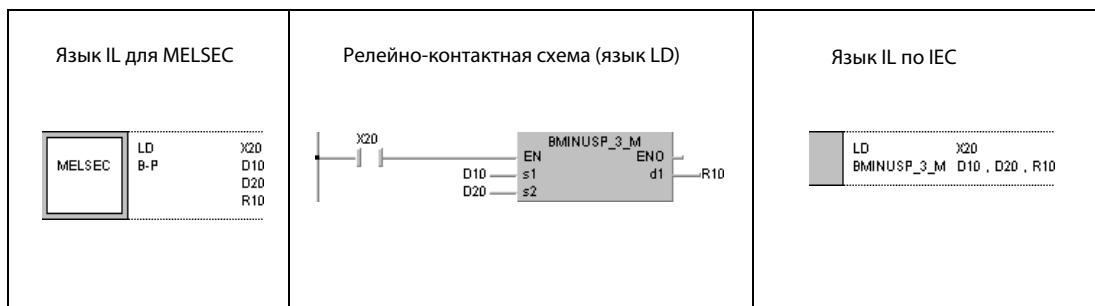 Язык IL для MELSEC
MELSEC
LD X20
B-P D10
D20
R10
Релейно-контактная схема (язык LD)
X20
BMINUSP_3_M
EN ENO
D10 s1 d1 R10
D20 s2
Язык IL по IEC
LD X20
BMINUSP_3_M D10 , D20 , R10